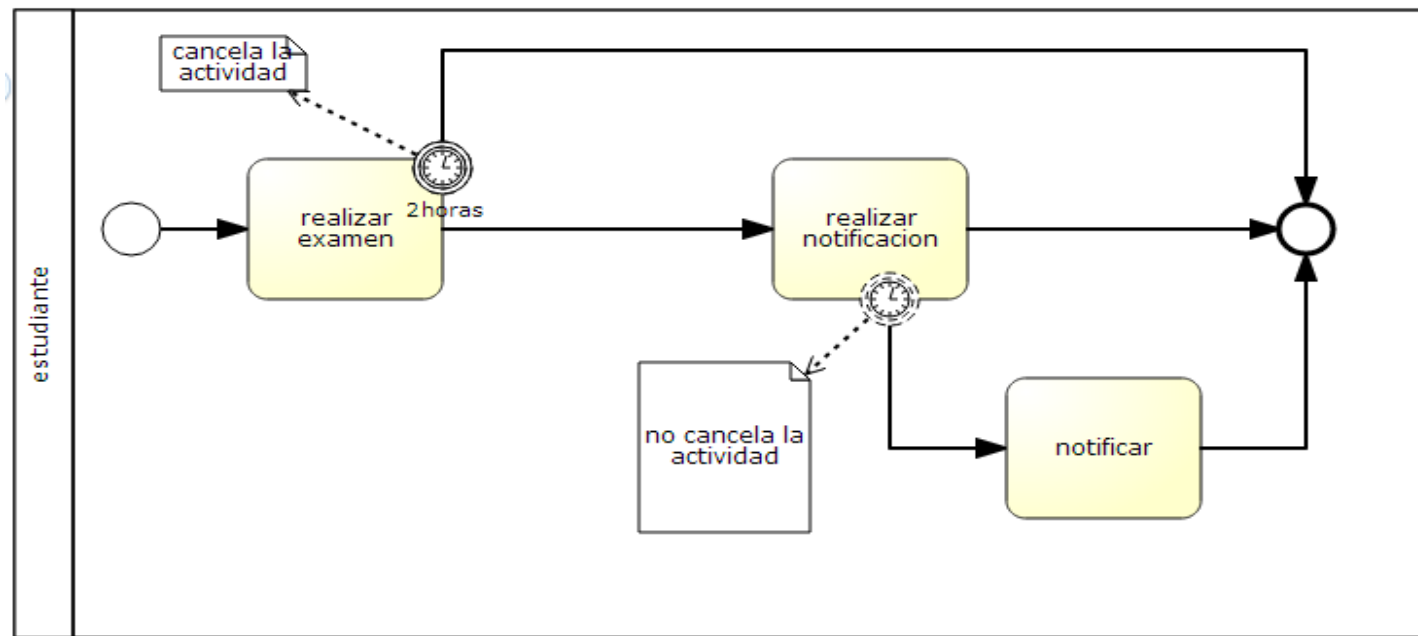 cancela la
actividad
2horas
realizar
examen
realizar
notificacion
estudiante
no cancela la
actividad
notificar